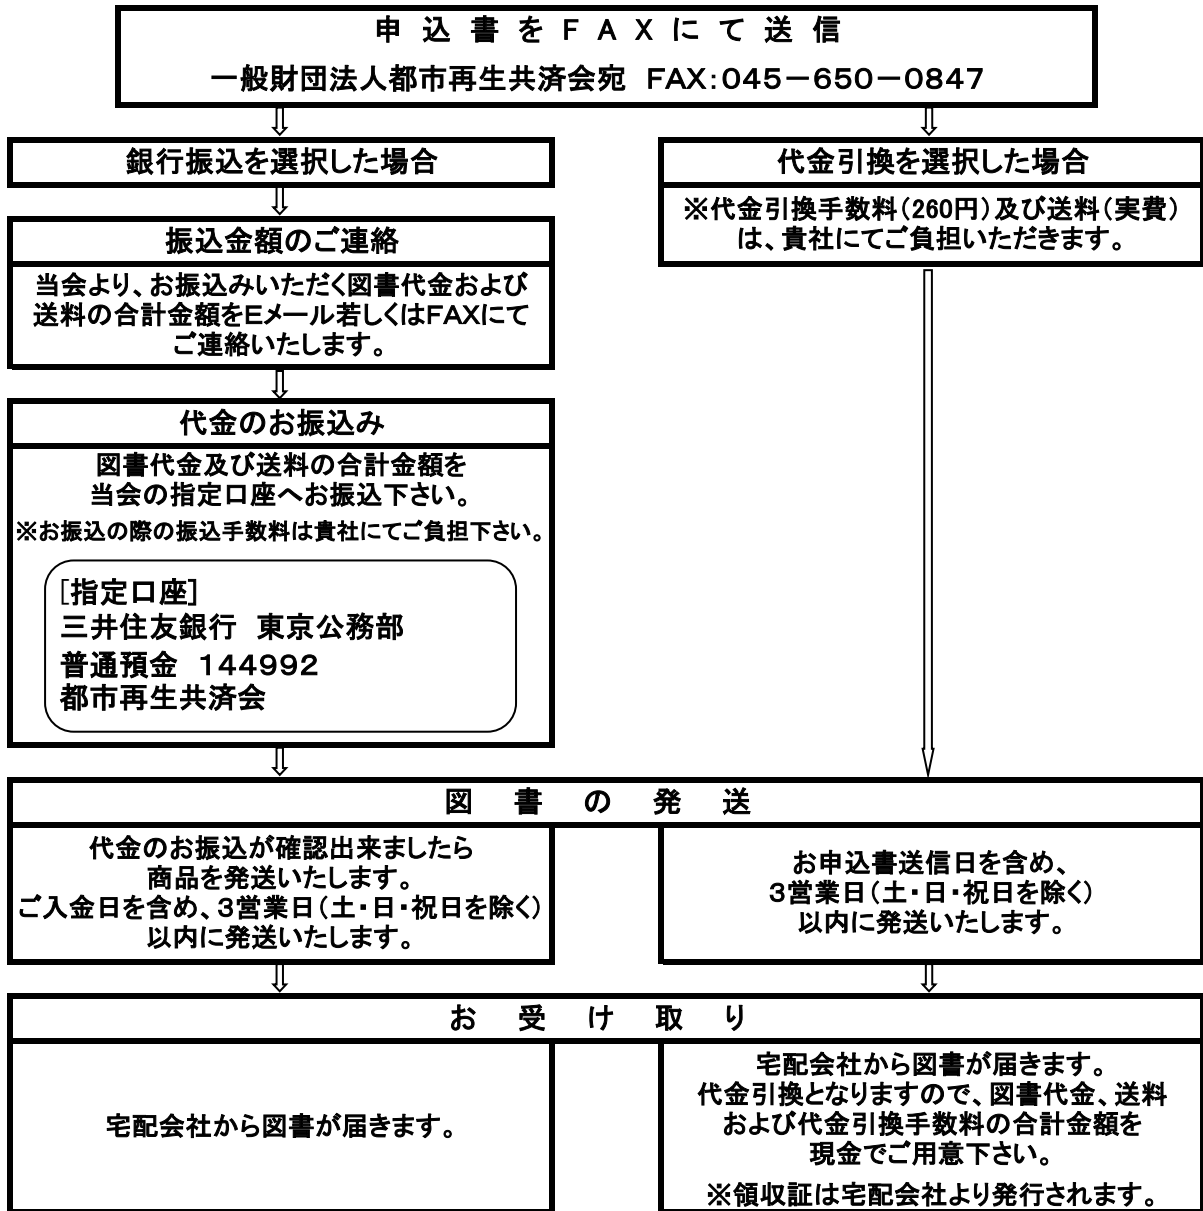 申 込 書 を F A X に て 送 信
一般財団法人都市再生共済会宛 FAX:045－650－0847
銀行振込を選択した場合
振込金額のご連絡
当会より、お振込みいただく図書代金および
送料の合計金額をEメール若しくはFAXにて
ご連絡いたします。
代金のお振込み
図書代金及び送料の合計金額を
当会の指定口座へお振込下さい。
※お振込の際の振込手数料は貴社にてご負担下さい。
[指定口座]
三井住友銀行 東京公務部
普通預金 144992
都市再生共済会
代金引換を選択した場合
※代金引換手数料(260円)及び送料(実費)
は、貴社にてご負担いただきます。
図 書 の 発 送
代金のお振込が確認出来ましたら
商品を発送いたします。
ご入金日を含め、3営業日(土・日・祝日を除く)
以内に発送いたします。
お申込書送信日を含め、
3営業日(土・日・祝日を除く)
以内に発送いたします。
お 受 け 取 り
宅配会社から図書が届きます。
宅配会社から図書が届きます。
代金引換となりますので、図書代金、送料
および代金引換手数料の合計金額を
現金でご用意下さい。
※領収証は宅配会社より発行されます。